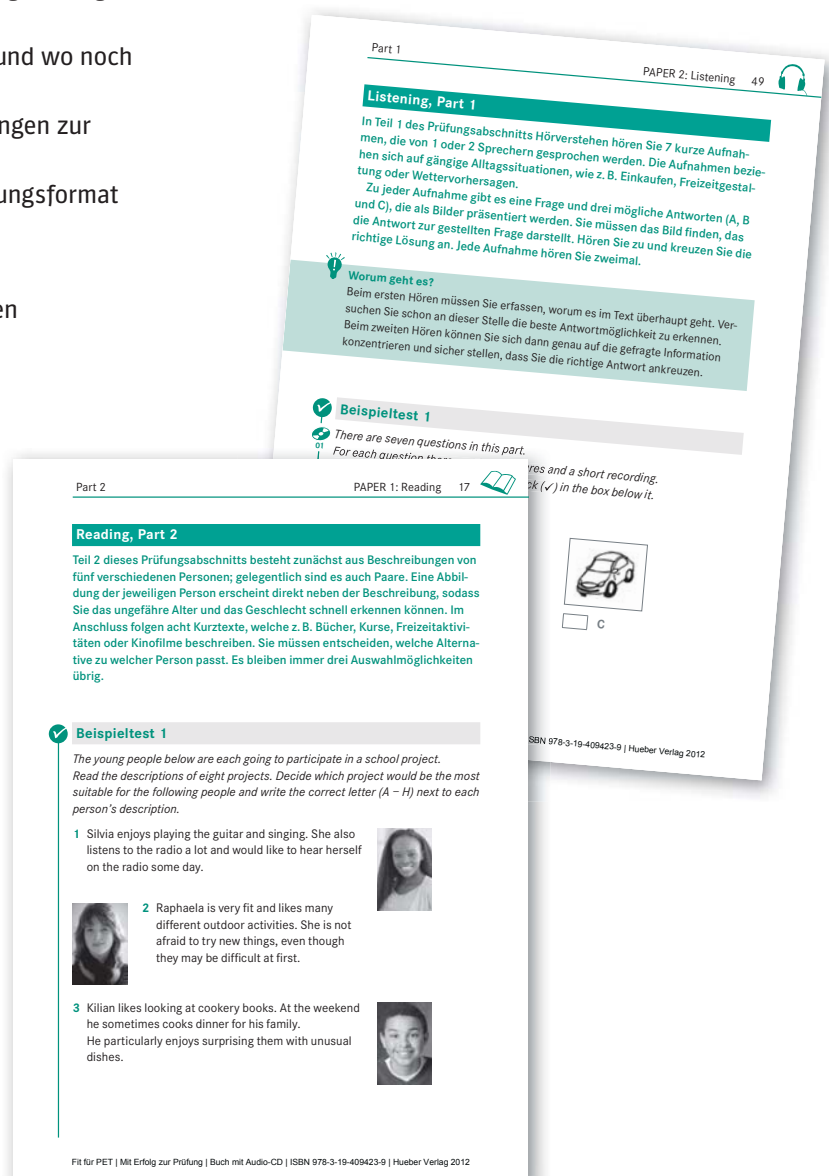 und wo noch
ngen zur
ungsformat
en
Part 1
PAPER 2: Listening 49
Listening, Part 1
In Teil 1 des Prüfungsabschnitts Hörverstehen hören Sie 7 kurze Aufnah-
men, die von 1 oder 2 Sprechern gesprochen werden. Die Aufnahmen bezie-
hen sich auf gängige Alltagssituationen, wie z. B. Einkaufen, Freizeitgestal-
tung oder Wettervorhersagen.
Zu jeder Aufnahme gibt es eine Frage und drei mögliche Antworten (A, B
und C), die als Bilder präsentiert werden. Sie müssen das Bild finden, das
die Antwort zur gestellten Frage darstellt. Hören Sie zu und kreuzen Sie die
richtige Lösung an. Jede Aufnahme hören Sie zweimal.
Worum geht es?
Beim ersten Hören müssen Sie erfassen, worum es im Text überhaupt geht. Ver-
suchen Sie schon an dieser Stelle die beste Antwortmöglichkeit zu erkennen.
Beim zweiten Hören können Sie sich dann genau auf die gefragte Information
konzentrieren und sicher stellen, dass Sie die richtige Antwort ankreuzen.
Beispieltest 1
01
There are seven questions in this part.
For each question
res and a short recording.
ck (✓) in the box below it.
C
SBN 978-3-19-409423-9 | Hueber Verlag 2012
Part 2
PAPER 1: Reading 17
Reading, Part 2
Teil 2 dieses Prüfungsabschnitts besteht zunächst aus Beschreibungen von
fünf verschiedenen Personen; gelegentlich sind es auch Paare. Eine Abbil-
dung der jeweiligen Person erscheint direkt neben der Beschreibung, sodass
Sie das ungefähre Alter und das Geschlecht schnell erkennen können. Im
Anschluss folgen acht Kurztexte, welche z. B. Bücher, Kurse, Freizeitaktivi-
täten oder Kinofilme beschreiben. Sie müssen entscheiden, welche Alterna-
tive zu welcher Person passt. Es bleiben immer drei Auswahlmöglichkeiten
übrig.
Beispieltest 1
The young people below are each going to participate in a school project.
Read the descriptions of eight projects. Decide which project would be the most
suitable for the following people and write the correct letter (A – H) next to each
person's description.
1 Silvia enjoys playing the guitar and singing. She also
listens to the radio a lot and would like to hear herself
on the radio some day.
2 Raphaela is very fit and likes many
different outdoor activities. She is not
afraid to try new things, even though
they may be difficult at first.
3 Kilian likes looking at cookery books. At the weekend
he sometimes cooks dinner for his family.
He particularly enjoys surprising them with unusual
dishes.
Fit für PET | Mit Erfolg zur Prüfung | Buch mit Audio-CD | ISBN 978-3-19-409423-9 | Hueber Verlag 2012